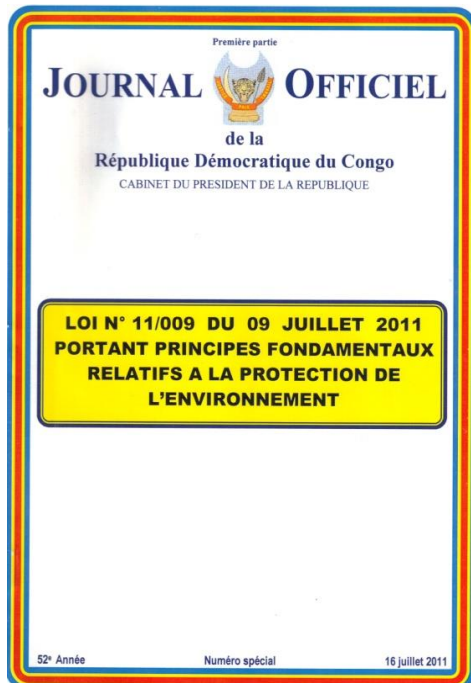 Première partie
JOURNAL OFFICIEL
de la
République Démocratique du Congo
CABINET DU PRESIDENT DE LA REPUBLIQUE
LOI N° 11/009 DU 09 JUILLET 2011
PORTANT PRINCIPES FONDAMENTAUX
RELATIFS A LA PROTECTION DE
L'ENVIRONNEMENT
52e Année Numéro spécial 16 juillet 2011